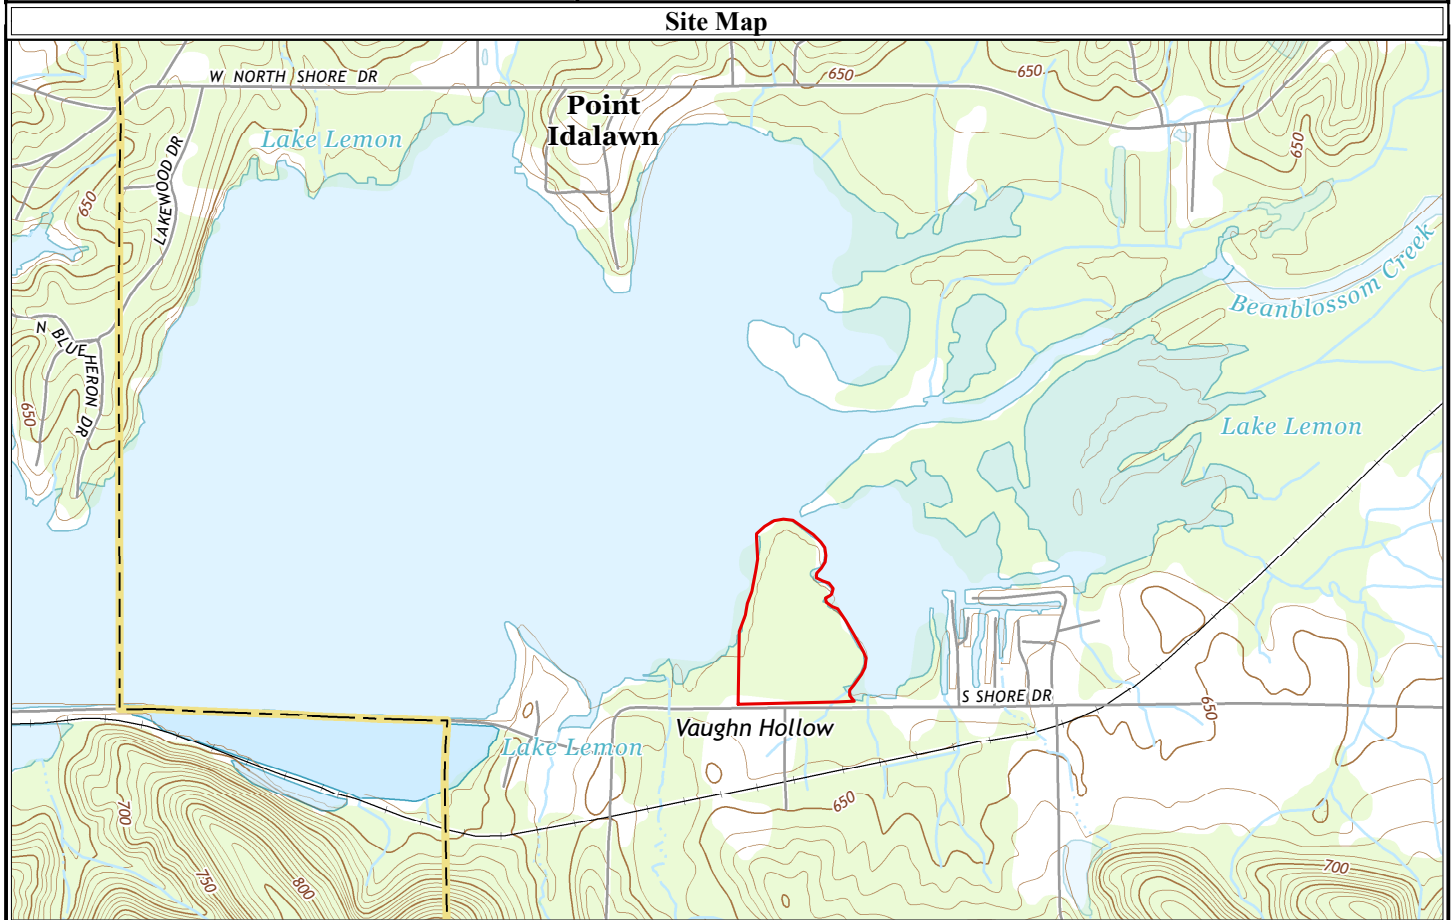 Site Map
W NORTH SHORE DR
650
650
Point
Idalawn
Lake Lemon
650
LAKEWOOD DR
650
Beanblossom Creek
N BLUE HERON DR
650
Lake Lemon
S SHORE DR
650
Vaughn Hollow
Lake Lemon
700
650
750
800
700